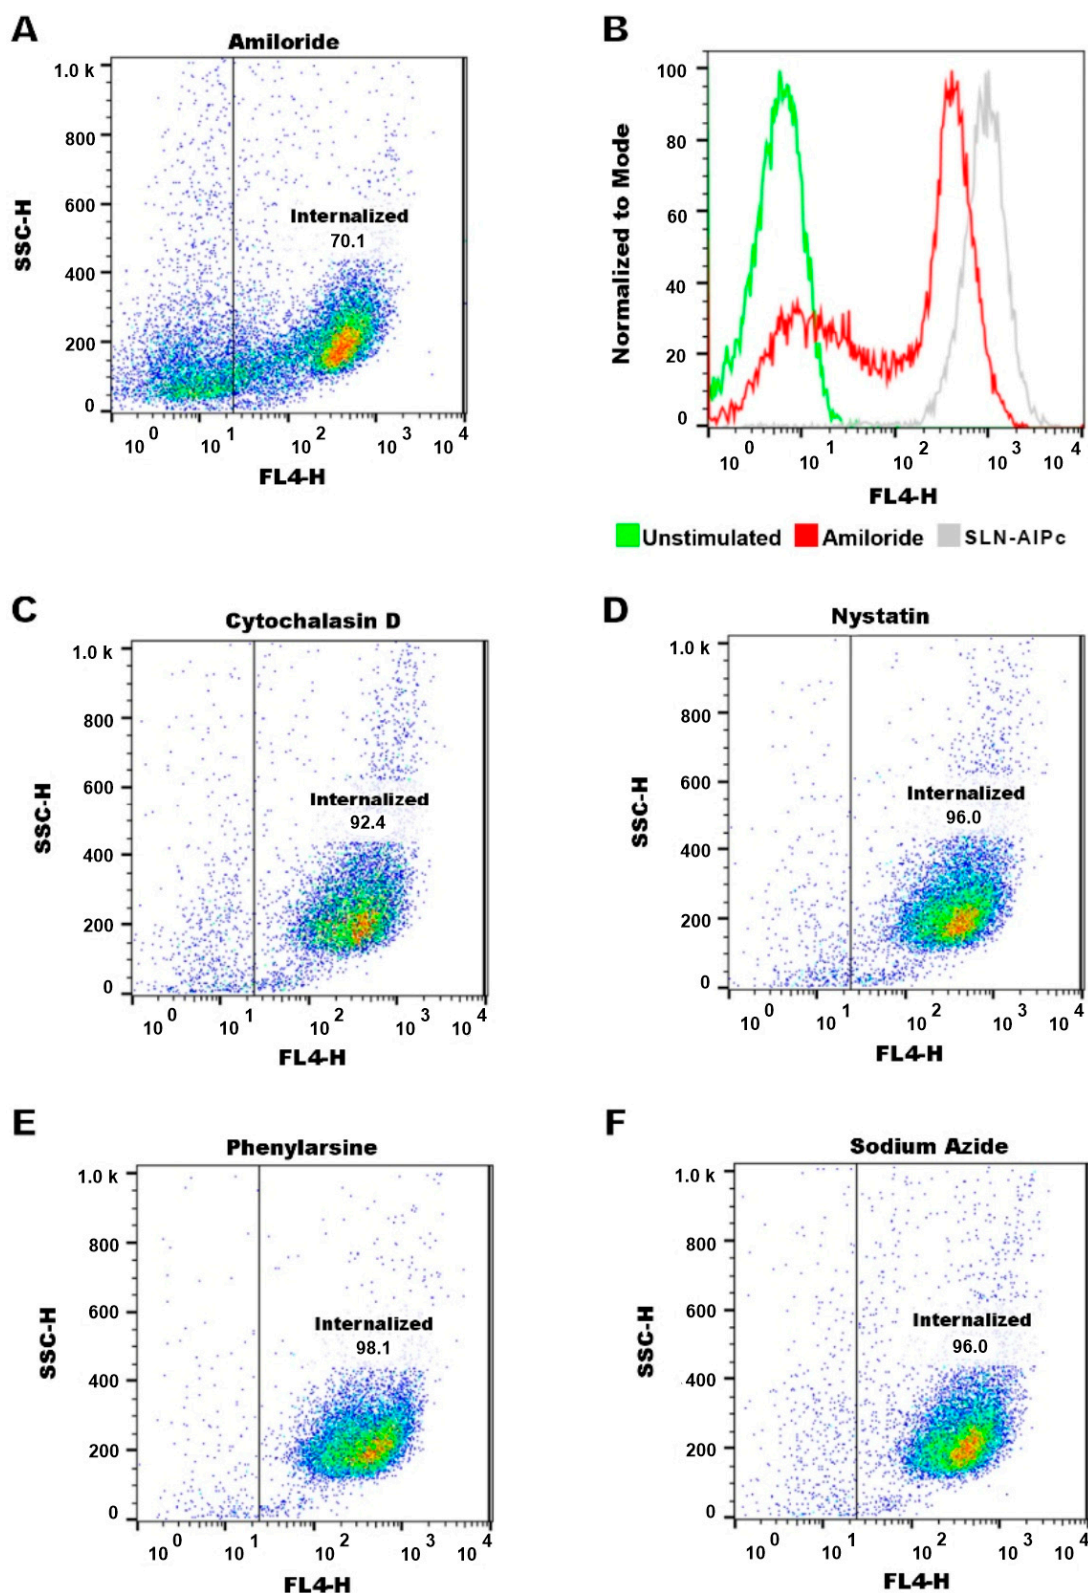 A
Amiloride
1.0 k
800
600
400
200
0
SSC-H
Internalized
70.1
10 0 10 1 10 2 10 3 10 4
FL4-H
B
100
80
60
40
20
0
Normalized to Mode
10 0 10 1 10 2 10 3 10 4
FL4-H
Unstimulated Amiloride SLN-AlPc
C
Cytochalasin D
1.0 k
800
600
400
200
0
SSC-H
Internalized
92.4
10 0 10 1 10 2 10 3 10 4
FL4-H
D
Nystatin
1.0 k
800
600
400
200
0
SSC-H
Internalized
96.0
10 0 10 1 10 2 10 3 10 4
FL4-H
E
Phenylarsine
1.0 k
800
600
400
200
0
SSC-H
Internalized
98.1
10 0 10 1 10 2 10 3 10 4
FL4-H
F
Sodium Azide
1.0 k
800
600
400
200
0
SSC-H
Internalized
96.0
10 0 10 1 10 2 10 3 10 4
FL4-H